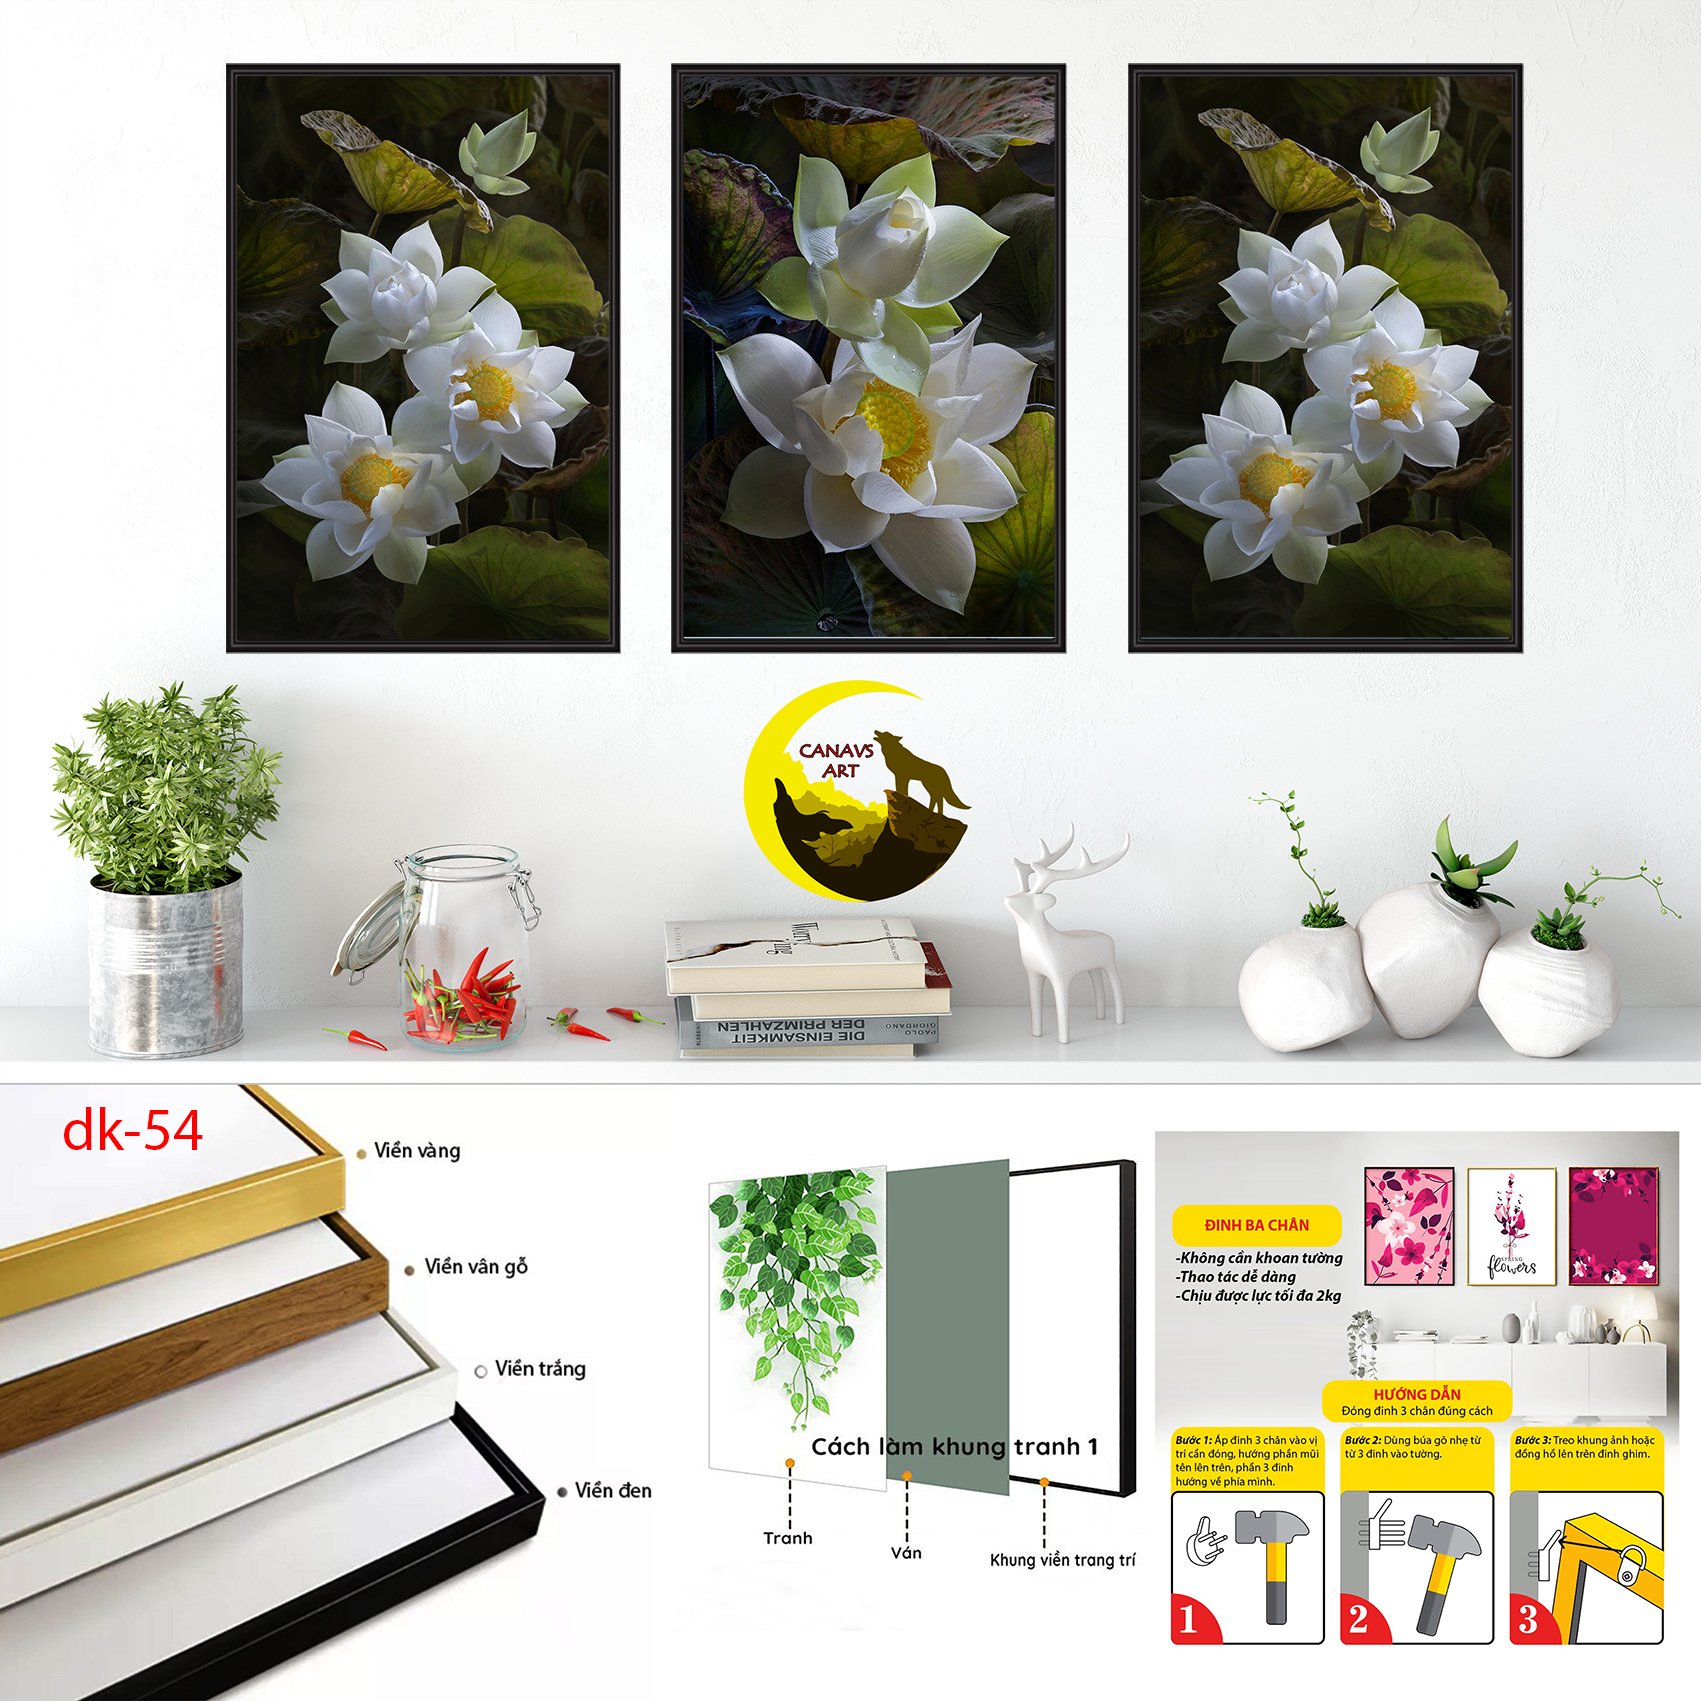 CANAVS
ART
DIE EINSAMKEIT
DER PRIMZAHLEN
PAOLO
GIORDANO
dk-54
Viền vàng
Viền vân gỗ
Viền trắng
Viền đen
Cách làm khung tranh 1
Tranh
Ván
Khung viền trang trí
ĐINH BA CHÂN
-Không cần khoan tường
-Thao tác dễ dàng
-Chịu được lực tối đa 2kg
SPRING
flowers
HƯỚNG DẪN
Đóng đinh 3 chân đúng cách
Bước 1: Áp đinh 3 chân vào vị
trí cần đóng, hướng phần mũi
tên lên trên, phần 3 đinh
hướng về phía mình.
Bước 2: Dùng búa gõ nhẹ từ
từ 3 đinh vào tường.
Bước 3: Treo khung ảnh hoặc
đồng hồ lên trên đinh ghim.
1
2
3